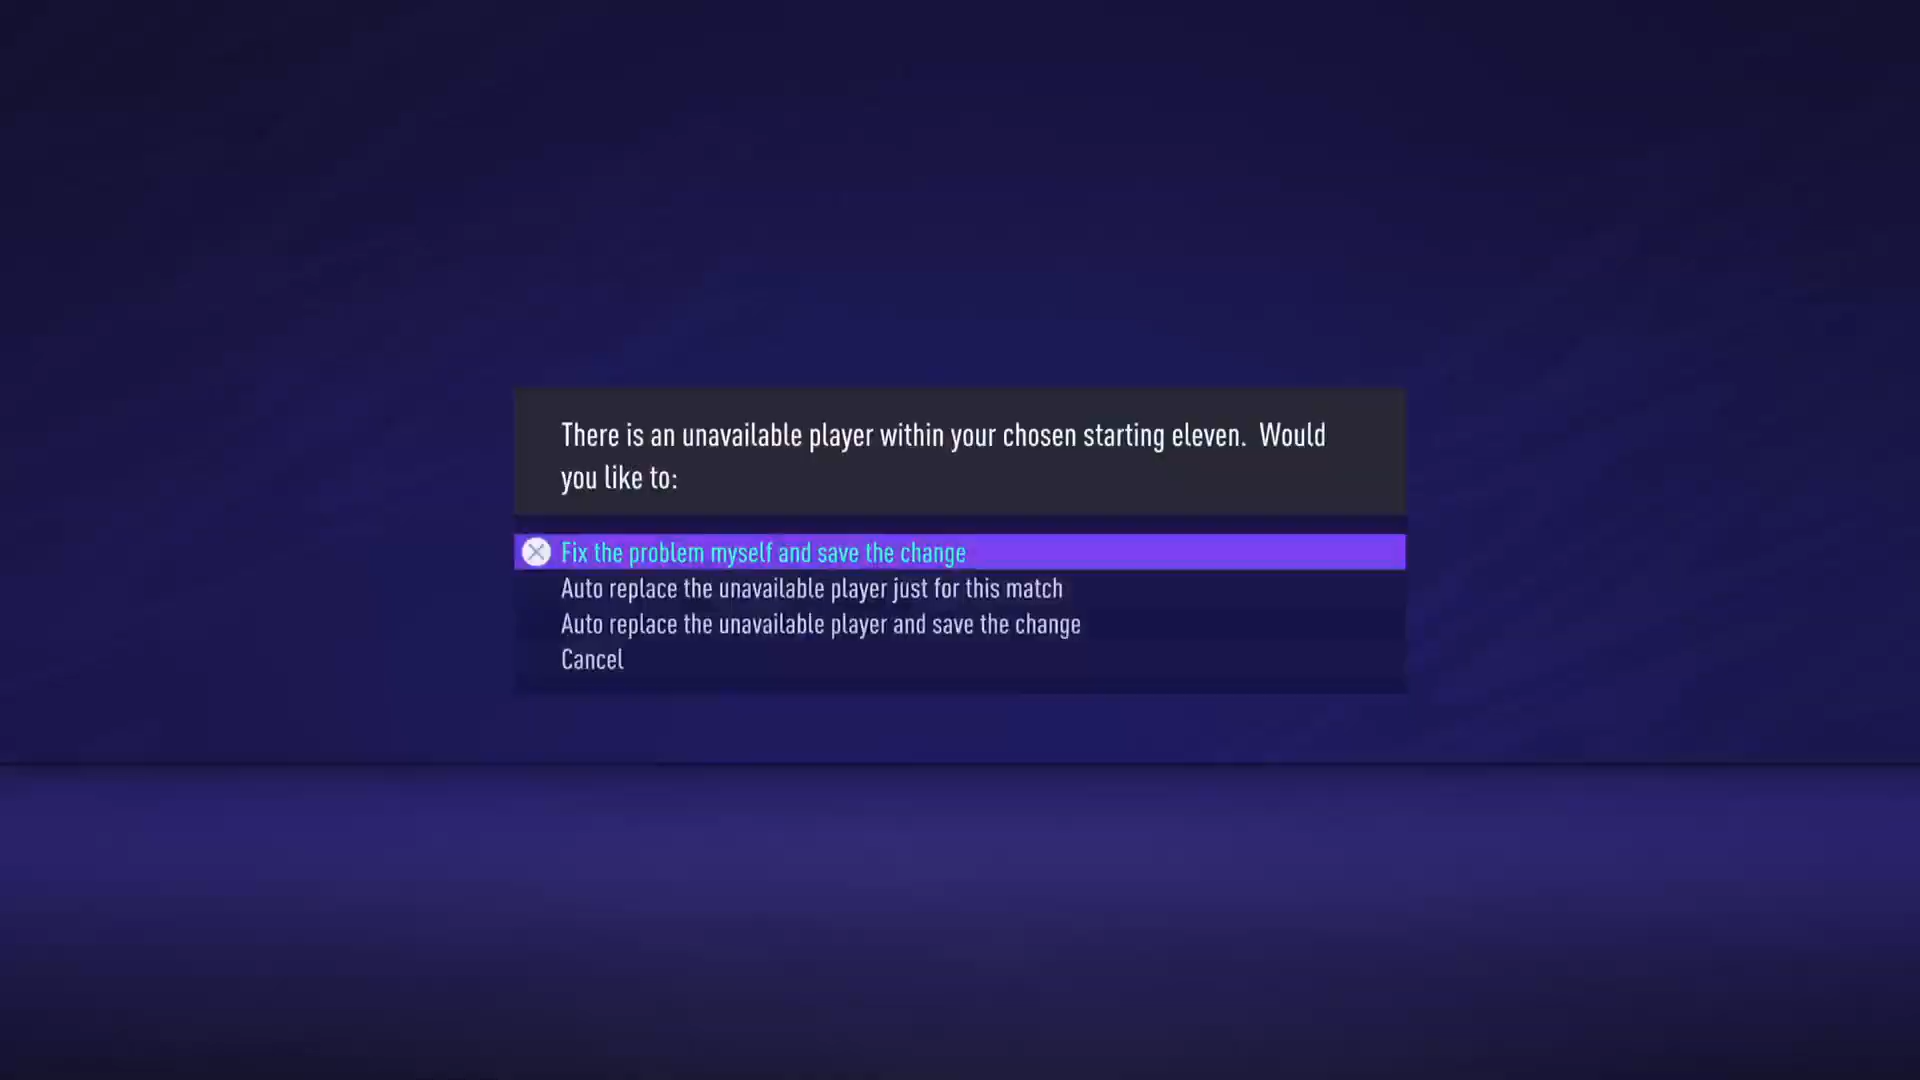 There is an unavailable player within your chosen starting eleven.  Would
you like to:
Fix the problem myself and save the change
Auto replace the unavailable player just for this match
Auto replace the unavailable player and save the change
Cancel